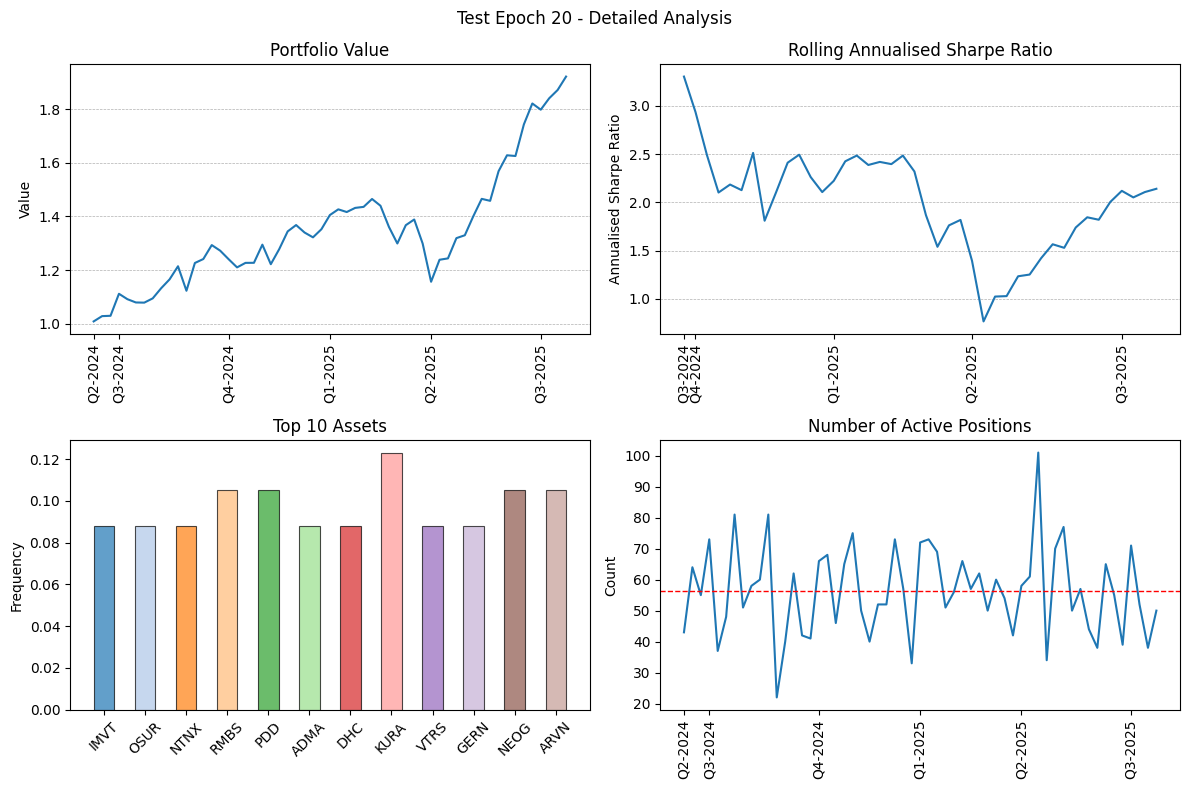 Test Epoch 20 - Detailed Analysis
Portfolio Value
Value
1.8
1.6
1.4
1.2
1.0
Q2-2024
Q3-2024
Q4-2024
Q1-2025
Q2-2025
Q3-2025
Rolling Annualised Sharpe Ratio
Annualised Sharpe Ratio
3.0
2.5
2.0
1.5
1.0
Q3-2024
Q4-2024
Q1-2025
Q2-2025
Q3-2025
Top 10 Assets
Frequency
0.12
0.10
0.08
0.06
0.04
0.02
0.00
IMVT
OSUR
NTNX
RMBS
PDD
ADMA
DHC
KURA
VTRS
GERN
NEOG
ARVN
Number of Active Positions
Count
100
90
80
70
60
50
40
30
20
Q2-2024
Q3-2024
Q4-2024
Q1-2025
Q2-2025
Q3-2025